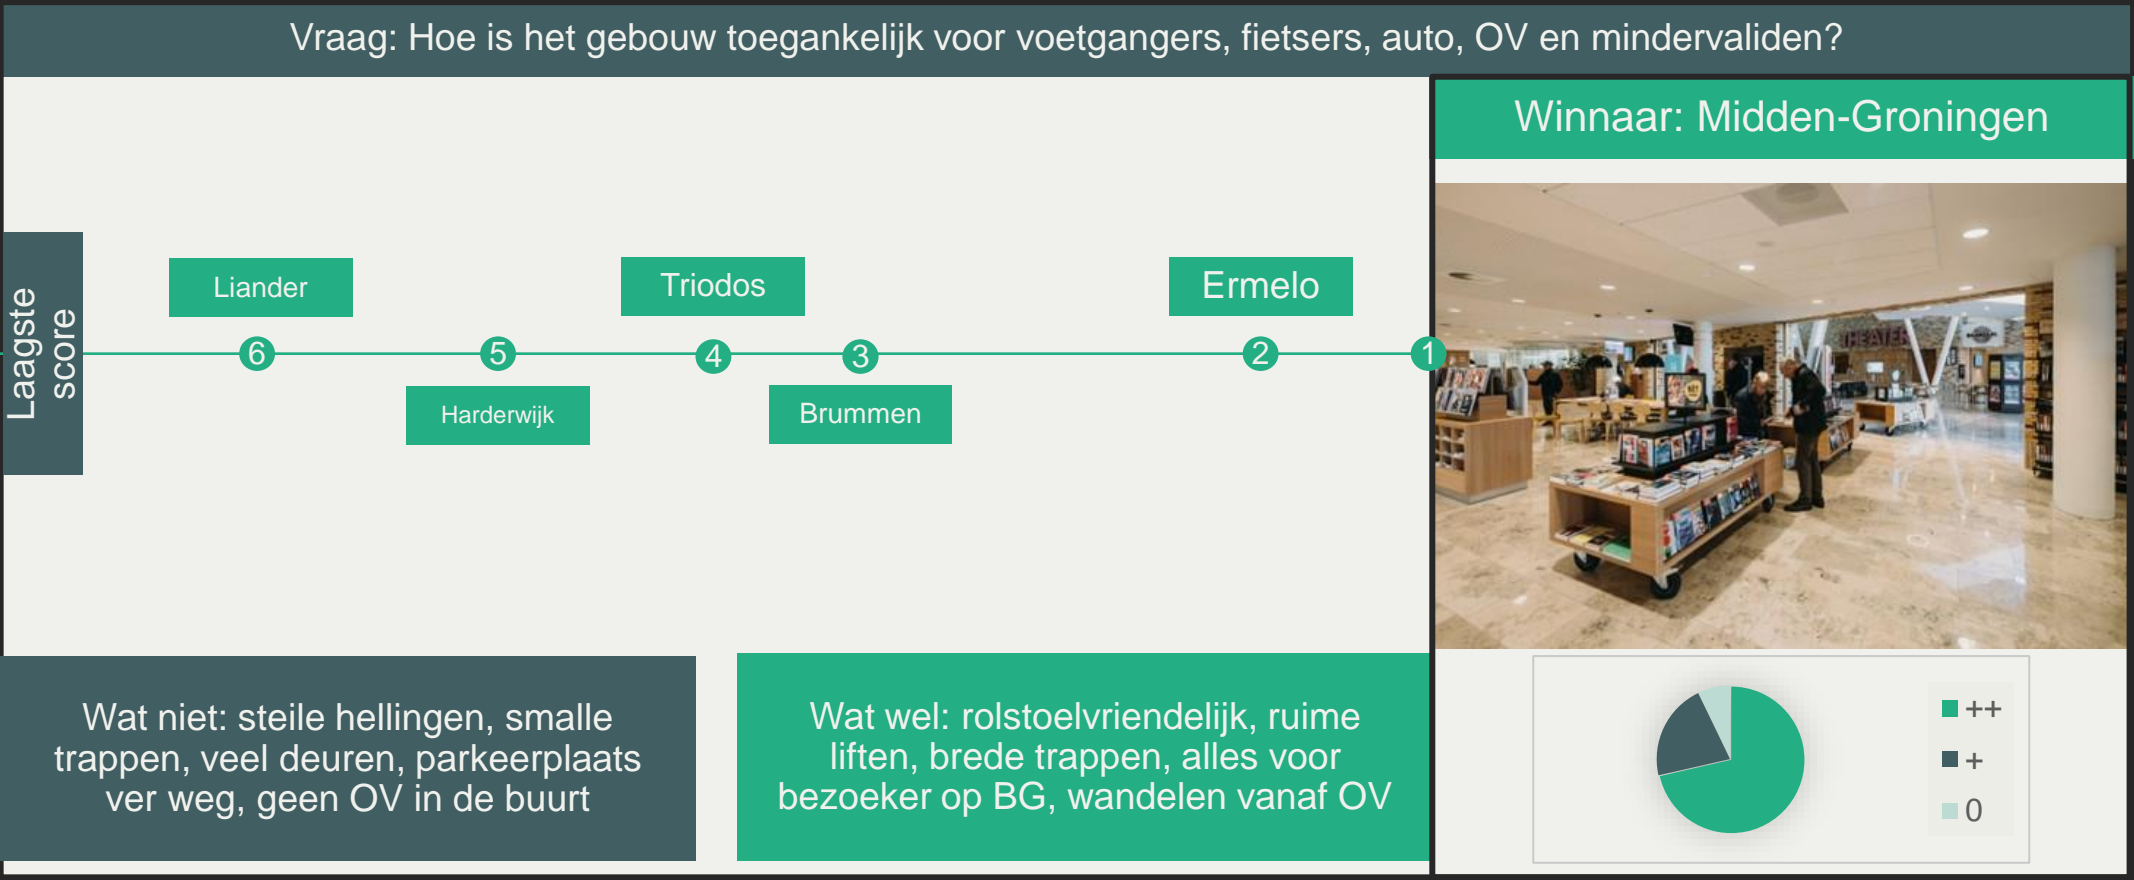 Vraag: Hoe is het gebouw toegankelijk voor voetgangers, fietsers, auto, OV en mindervaliden?
Winnaar: Midden-Groningen
Laagste
score
Liander
Triodos
Ermelo
6
5
4
3
2
1
Harderwijk
Brummen
THEATER
Wat niet: steile hellingen, smalle
trappen, veel deuren, parkeerplaats
ver weg, geen OV in de buurt
Wat wel: rolstoelvriendelijk, ruime
liften, brede trappen, alles voor
bezoeker op BG, wandelen vanaf OV
++
+
0